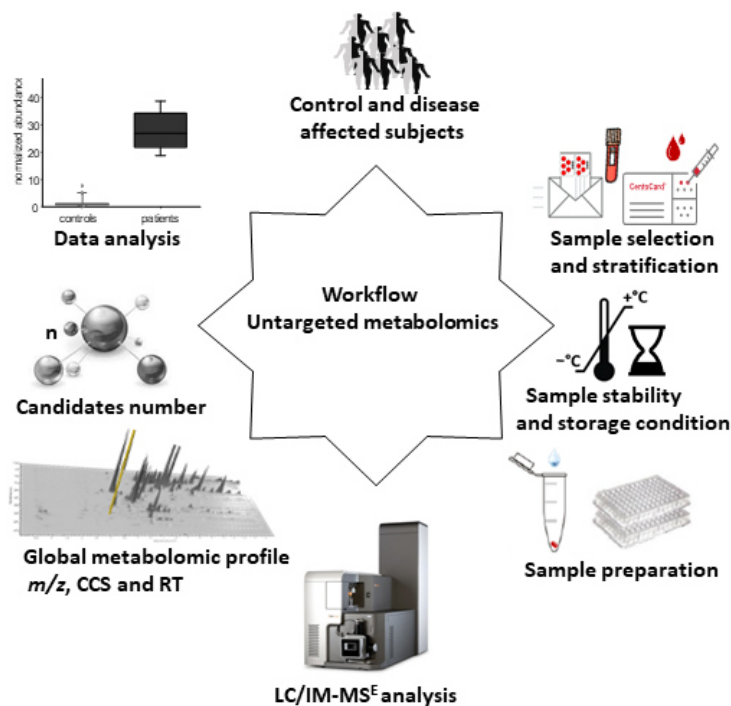 Control and disease
affected subjects
CentoCard
Sample selection
and stratification
+°C
−°C
Sample stability
and storage condition
Sample preparation
LC/IM-MSᴱ analysis
Global metabolomic profile
m/z, CCS and RT
n
Candidates number
normalized abundance
40
30
20
10
0
controls
patients
Data analysis
Workflow
Untargeted metabolomics